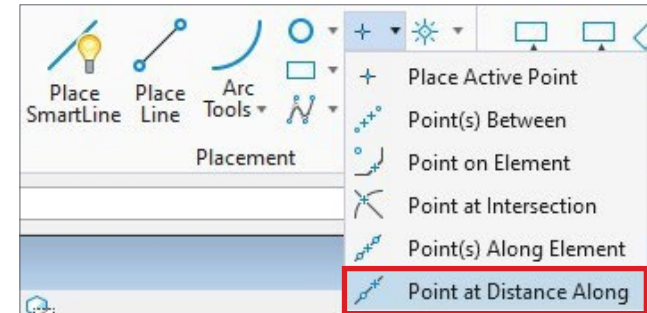 Place
SmartLine
Place
Line
Arc
Tools
Placement
Place Active Point
Point(s) Between
Point on Element
Point at Intersection
Point(s) Along Element
Point at Distance Along